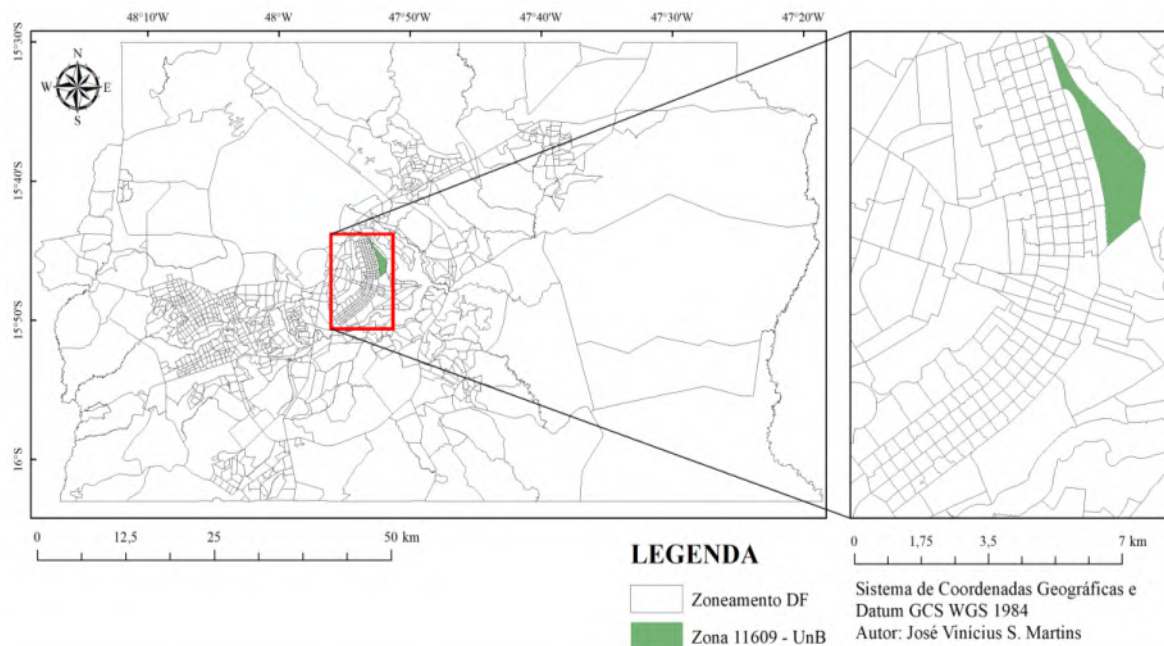 48°10'W 48°W 47°50'W 47°40'W 47°30'W 47°20'W
15°30'S
N
W E
S
15°40'S
15°50'S
16°S
0 12,5 25 50 km
LEGENDA
Zoneamento DF
Zona 11609 - UnB
0 1,75 3,5 7 km
Sistema de Coordenadas Geográficas e
Datum GCS WGS 1984
Autor: José Vinícius S. Martins